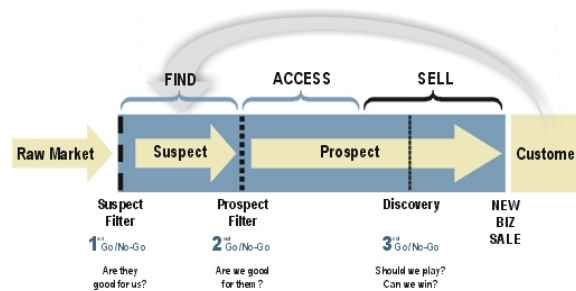 FIND ACCESS SELL
Raw Market Suspect Prospect Custome
Suspect Filter
1st Go/No-Go
Are they
good for us?
Prospect Filter
2nd Go/No-Go
Are we good
for them?
Discovery
3rd Go/No-Go
Should we play?
Can we win?
NEW
BIZ
SALE